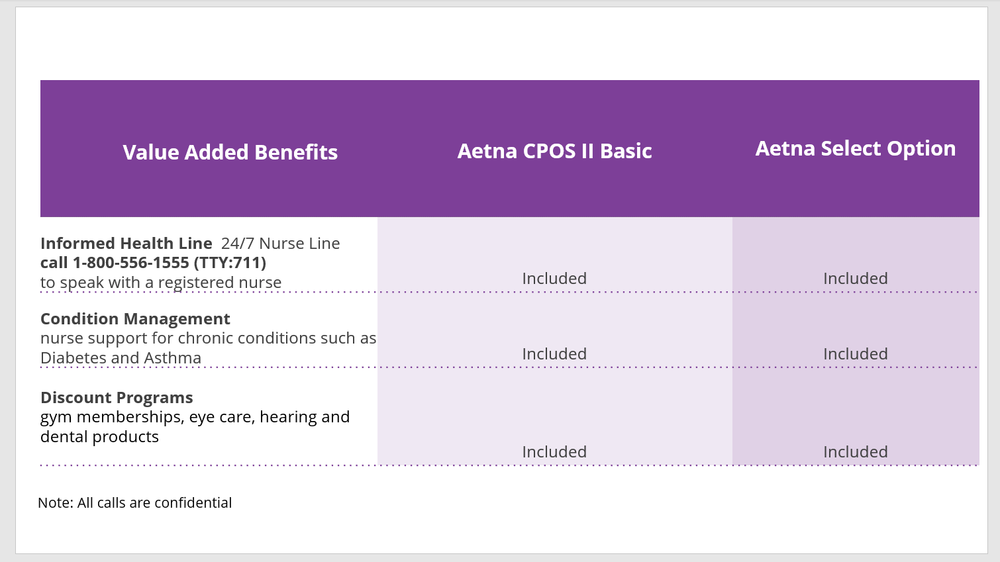 Value Added Benefits Aetna CPOS II Basic Aetna Select Option
Informed Health Line 24/7 Nurse Line
call 1-800-556-1555 (TTY:711)
to speak with a registered nurse
Included Included
Condition Management
nurse support for chronic conditions such as
Diabetes and Asthma
Included Included
Discount Programs
gym memberships, eye care, hearing and
dental products
Included Included
Note: All calls are confidential